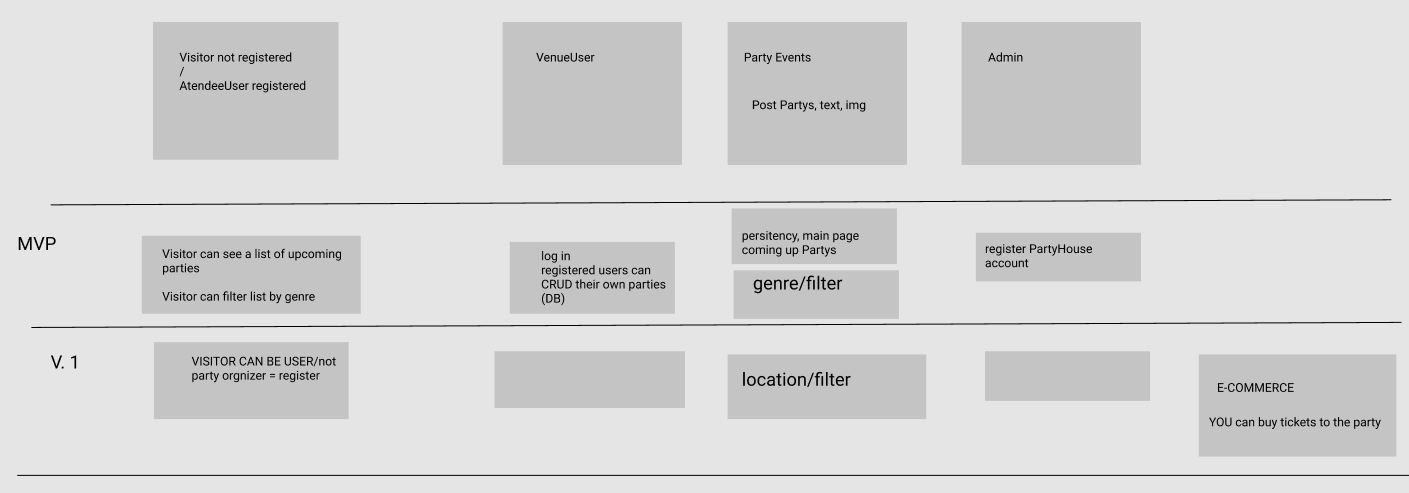 Visitor not registered
/
AtendeeUser registered
VenueUser
Party Events
Post Partys, text, img
Admin
MVP
Visitor can see a list of upcoming
parties
Visitor can filter list by genre
log in
registered users can
CRUD their own parties
(DB)
persitency, main page
coming up Partys
genre/filter
register PartyHouse
account
V. 1
VISITOR CAN BE USER/not
party orgnizer = register
location/filter
E-COMMERCE
YOU can buy tickets to the party